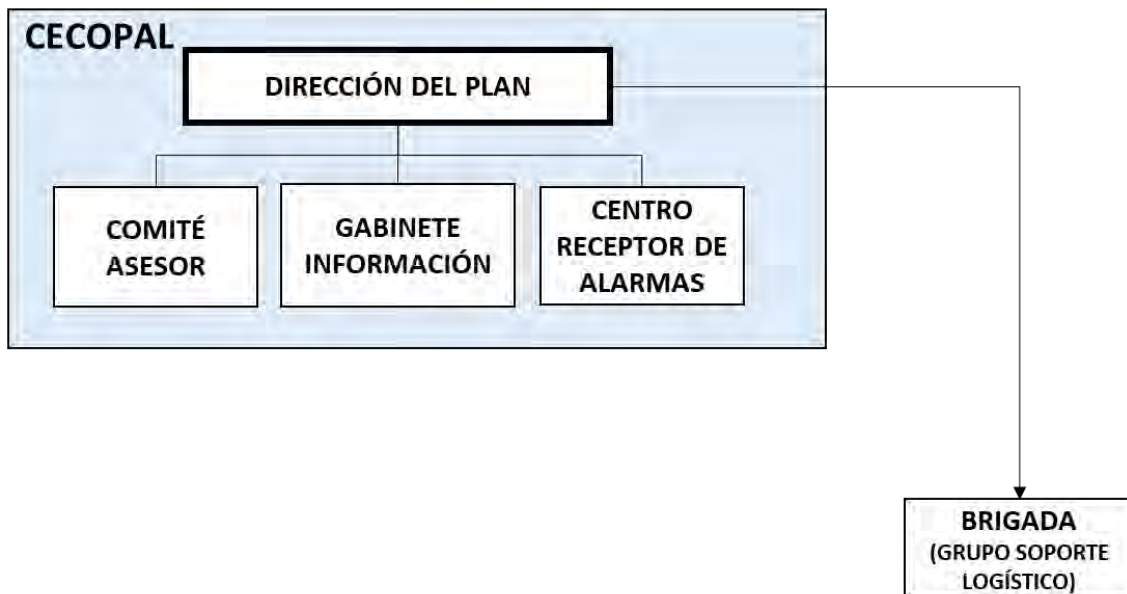 CECOPAL
DIRECCIÓN DEL PLAN
COMITÉ
ASESOR
GABINETE
INFORMACIÓN
CENTRO
RECEPTOR DE
ALARMAS
BRIGADA
(GRUPO SOPORTE
LOGÍSTICO)